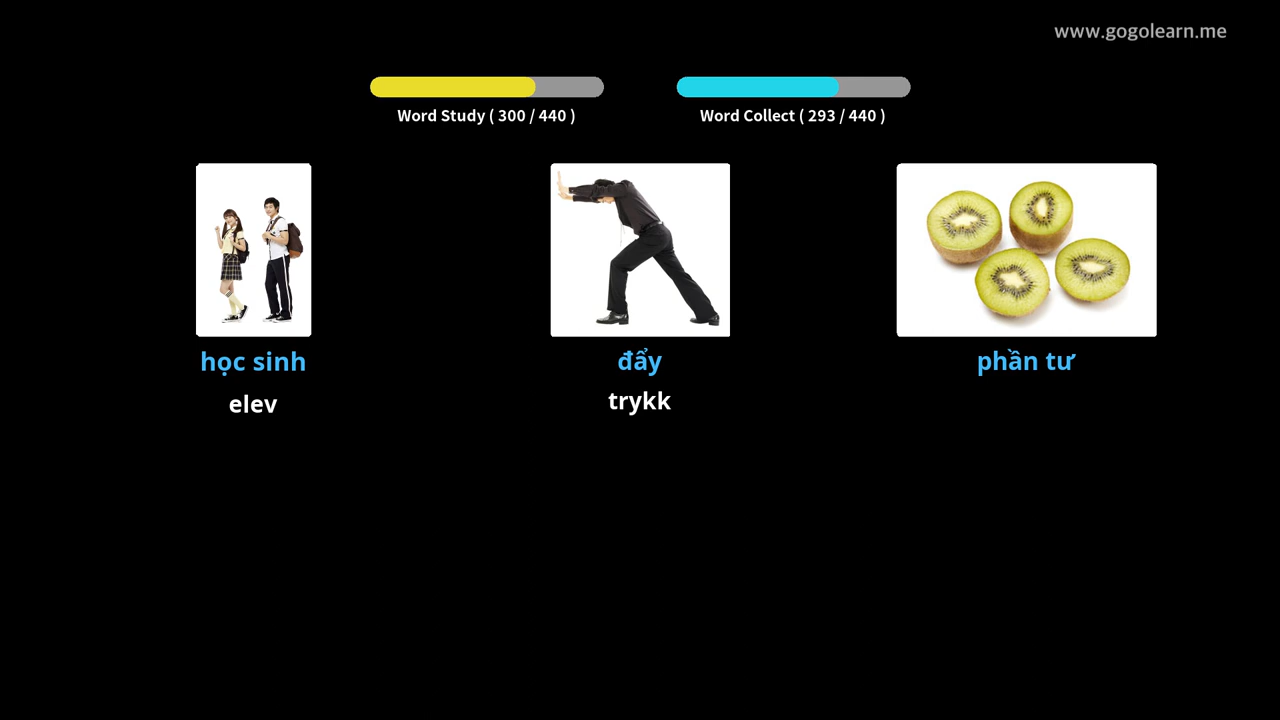 www.gogolearn.me
Word Study ( 300 / 440 )
Word Collect ( 293 / 440 )
học sinh
đẩy
phần tư
elev
trykk